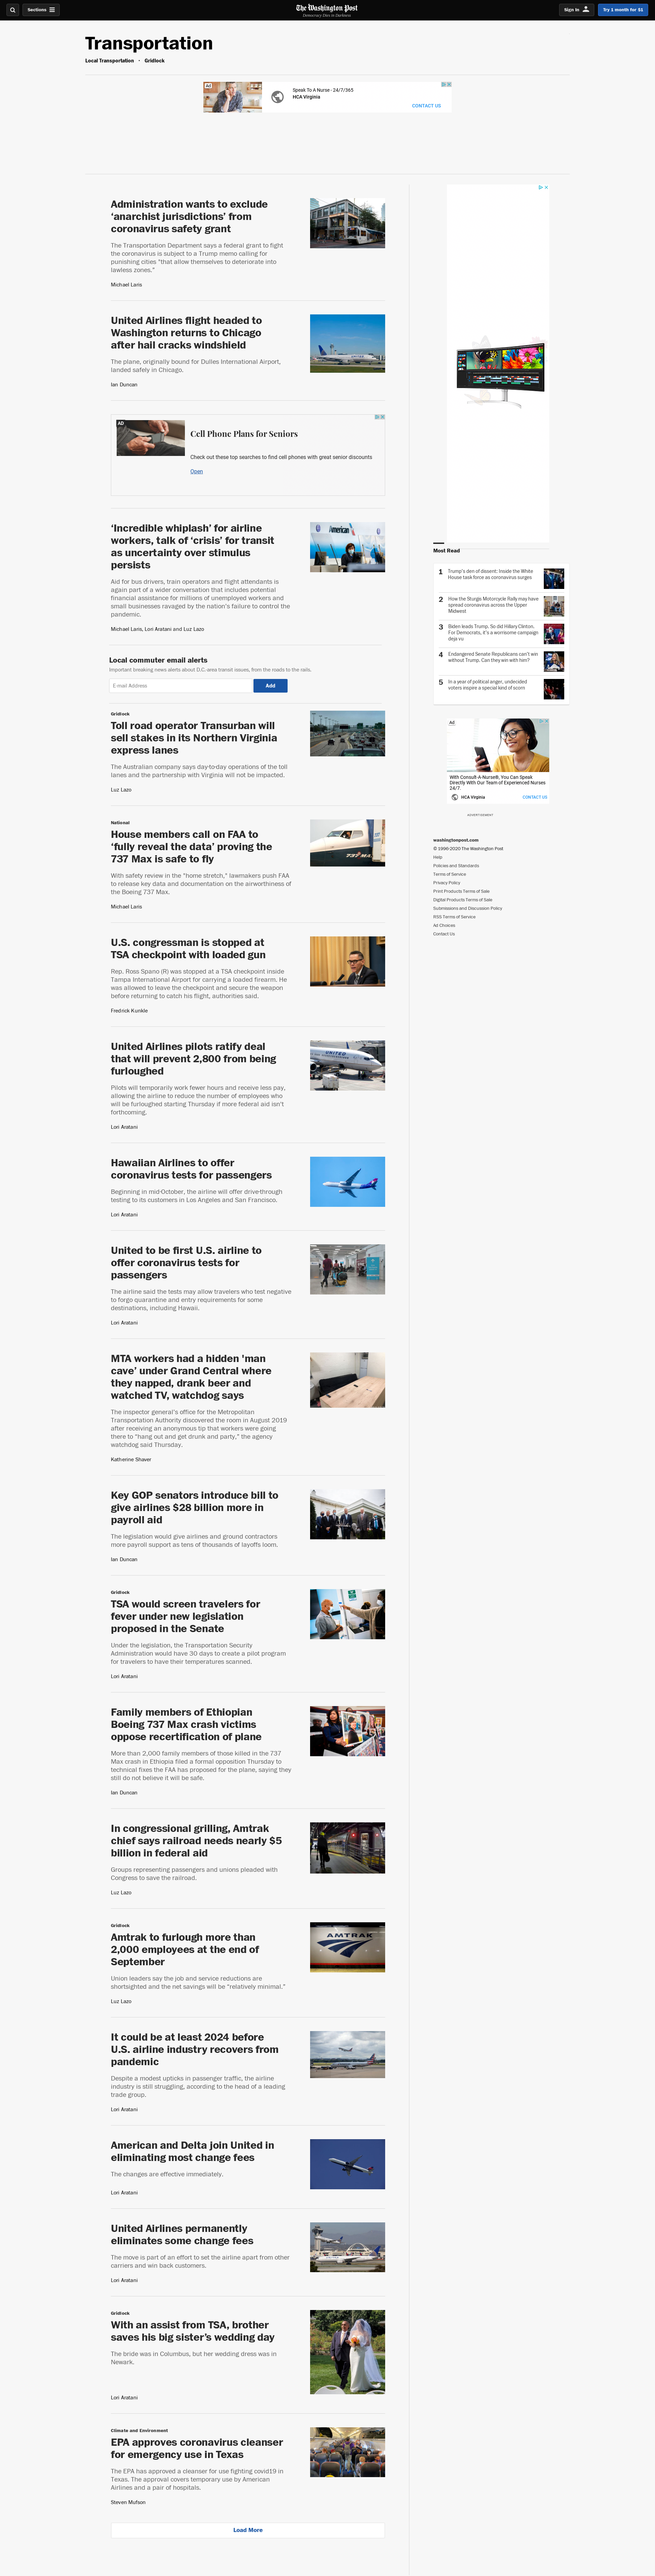 Sections
The Washington Post
Democracy Dies in Darkness
Sign In
Try 1 month for $1
Transportation
Local Transportation • Gridlock
Ad
Speak To A Nurse - 24/7/365
HCA Virginia
CONTACT US
Administration wants to exclude
‘anarchist jurisdictions’ from
coronavirus safety grant
The Transportation Department says a federal grant to fight
the coronavirus is subject to a Trump memo calling for
punishing cities “that allow themselves to deteriorate into
lawless zones.”
Michael Laris
United Airlines flight headed to
Washington returns to Chicago
after hail cracks windshield
The plane, originally bound for Dulles International Airport,
landed safely in Chicago.
Ian Duncan
AD
Cell Phone Plans for Seniors
Check out these top searches to find cell phones with great senior discounts
Open
‘Incredible whiplash’ for airline
workers, talk of ‘crisis’ for transit
as uncertainty over stimulus
persists
Aid for bus drivers, train operators and flight attendants is
again part of a wider conversation that includes potential
financial assistance for millions of unemployed workers and
small businesses ravaged by the nation’s failure to control the
pandemic.
Michael Laris, Lori Aratani and Luz Lazo
American
Local commuter email alerts
Important breaking news alerts about D.C.-area transit issues, from the roads to the rails.
E-mail Address
Add
Gridlock
Toll road operator Transurban will
sell stakes in its Northern Virginia
express lanes
The Australian company says day-to-day operations of the toll
lanes and the partnership with Virginia will not be impacted.
Luz Lazo
National
House members call on FAA to
‘fully reveal the data’ proving the
737 Max is safe to fly
With safety review in the "home stretch," lawmakers push FAA
to release key data and documentation on the airworthiness of
the Boeing 737 Max.
Michael Laris
737 MAX
U.S. congressman is stopped at
TSA checkpoint with loaded gun
Rep. Ross Spano (R) was stopped at a TSA checkpoint inside
Tampa International Airport for carrying a loaded firearm. He
was allowed to leave the checkpoint and secure the weapon
before returning to catch his flight, authorities said.
Fredrick Kunkle
United Airlines pilots ratify deal
that will prevent 2,800 from being
furloughed
Pilots will temporarily work fewer hours and receive less pay,
allowing the airline to reduce the number of employees who
will be furloughed starting Thursday if more federal aid isn’t
forthcoming.
Lori Aratani
UNITED
Hawaiian Airlines to offer
coronavirus tests for passengers
Beginning in mid-October, the airline will offer drive-through
testing to its customers in Los Angeles and San Francisco.
Lori Aratani
United to be first U.S. airline to
offer coronavirus tests for
passengers
The airline said the tests may allow travelers who test negative
to forgo quarantine and entry requirements for some
destinations, including Hawaii.
Lori Aratani
MTA workers had a hidden 'man
cave' under Grand Central where
they napped, drank beer and
watched TV, watchdog says
The inspector general’s office for the Metropolitan
Transportation Authority discovered the room in August 2019
after receiving an anonymous tip that workers were going
there to "hang out and get drunk and party," the agency
watchdog said Thursday.
Katherine Shaver
Key GOP senators introduce bill to
give airlines $28 billion more in
payroll aid
The legislation would give airlines and ground contractors
more payroll support as tens of thousands of layoffs loom.
Ian Duncan
Gridlock
TSA would screen travelers for
fever under new legislation
proposed in the Senate
Under the legislation, the Transportation Security
Administration would have 30 days to create a pilot program
for travelers to have their temperatures scanned.
Lori Aratani
Family members of Ethiopian
Boeing 737 Max crash victims
oppose recertification of plane
More than 2,000 family members of those killed in the 737
Max crash in Ethiopia filed a formal opposition Thursday to
technical fixes the FAA has proposed for the plane, saying they
still do not believe it will be safe.
Ian Duncan
In congressional grilling, Amtrak
chief says railroad needs nearly $5
billion in federal aid
Groups representing passengers and unions pleaded with
Congress to save the railroad.
Luz Lazo
Gridlock
Amtrak to furlough more than
2,000 employees at the end of
September
Union leaders say the job and service reductions are
shortsighted and the net savings will be “relatively minimal.”
Luz Lazo
AMTRAK
It could be at least 2024 before
U.S. airline industry recovers from
pandemic
Despite a modest upticks in passenger traffic, the airline
industry is still struggling, according to the head of a leading
trade group.
Lori Aratani
American and Delta join United in
eliminating most change fees
The changes are effective immediately.
Lori Aratani
United Airlines permanently
eliminates some change fees
The move is part of an effort to set the airline apart from other
carriers and win back customers.
Lori Aratani
Gridlock
With an assist from TSA, brother
saves his big sister’s wedding day
The bride was in Columbus, but her wedding dress was in
Newark.
Lori Aratani
Climate and Environment
EPA approves coronavirus cleanser
for emergency use in Texas
The EPA has approved a cleanser for use fighting covid19 in
Texas. The approval covers temporary use by American
Airlines and a pair of hospitals.
Steven Mufson
Load More
Most Read
1 Trump’s den of dissent: Inside the White
House task force as coronavirus surges
2 How the Sturgis Motorcycle Rally may have
spread coronavirus across the Upper
Midwest
3 Biden leads Trump. So did Hillary Clinton.
For Democrats, it’s a worrisome campaign
deja vu
4 Endangered Senate Republicans can’t win
without Trump. Can they win with him?
5 In a year of political anger, undecided
voters inspire a special kind of scorn
Ad
With Consult-A-Nurse®, You Can Speak
Directly With Our Team of Experienced Nurses
24/7.
HCA Virginia
CONTACT US
ADVERTISEMENT
washingtonpost.com
© 1996-2020 The Washington Post
Help
Policies and Standards
Terms of Service
Privacy Policy
Print Products Terms of Sale
Digital Products Terms of Sale
Submissions and Discussion Policy
RSS Terms of Service
Ad Choices
Contact Us